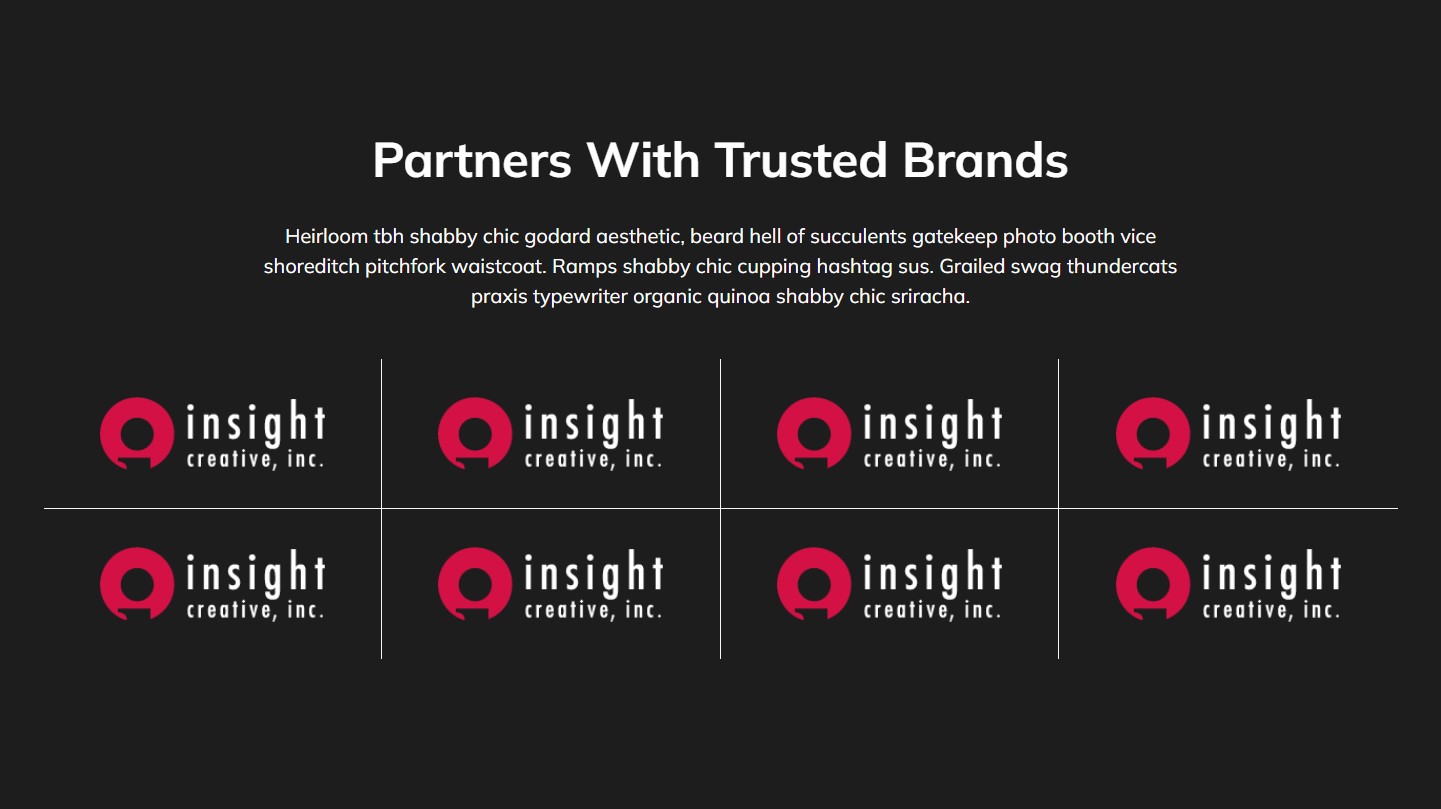 Partners With Trusted Brands
Heirloom tbh shabby chic godard aesthetic, beard hell of succulents gatekeep photo booth vice
shoreditch pitchfork waistcoat. Ramps shabby chic cupping hashtag sus. Grailed swag thundercats
praxis typewriter organic quinoa shabby chic sriracha.
insight
creative, inc.
insight
creative, inc.
insight
creative, inc.
insight
creative, inc.
insight
creative, inc.
insight
creative, inc.
insight
creative, inc.
insight
creative, inc.